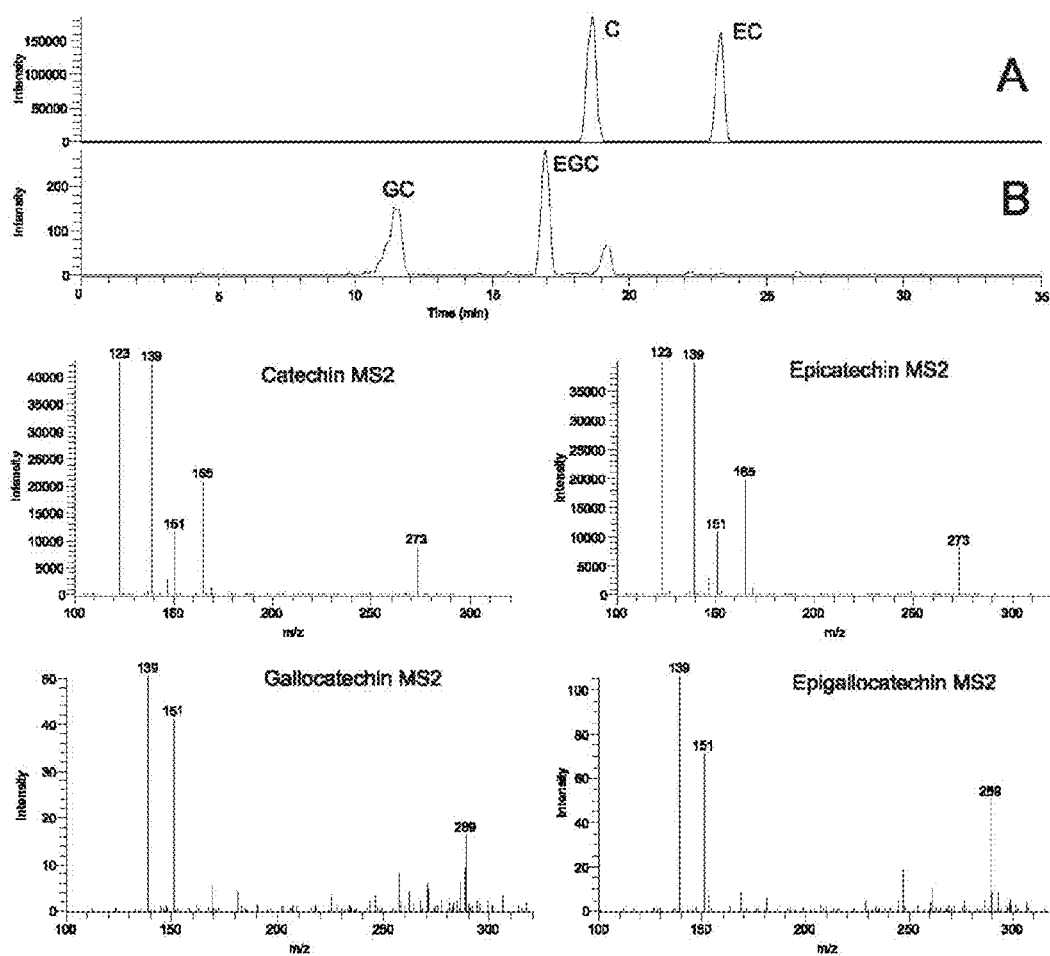 C EC A
Intensity
150000
100000
50000
0
GC EGC B
Intensity
200
100
0
0 5 10 15 20 25 30 35
Time (min)
Catechin MS2
123 139
151 165 273
Intensity
40000
35000
30000
25000
20000
15000
10000
5000
0
100 150 200 250 300
m/z
Epicatechin MS2
123 139
151 165 273
Intensity
35000
30000
25000
20000
15000
10000
5000
0
100 150 200 250 300
m/z
Gallocatechin MS2
139
151
289
Intensity
50
40
30
20
10
0
100 150 200 250 300
m/z
Epigallocatechin MS2
139
151
289
Intensity
100
80
60
40
20
0
100 150 200 250 300
m/z